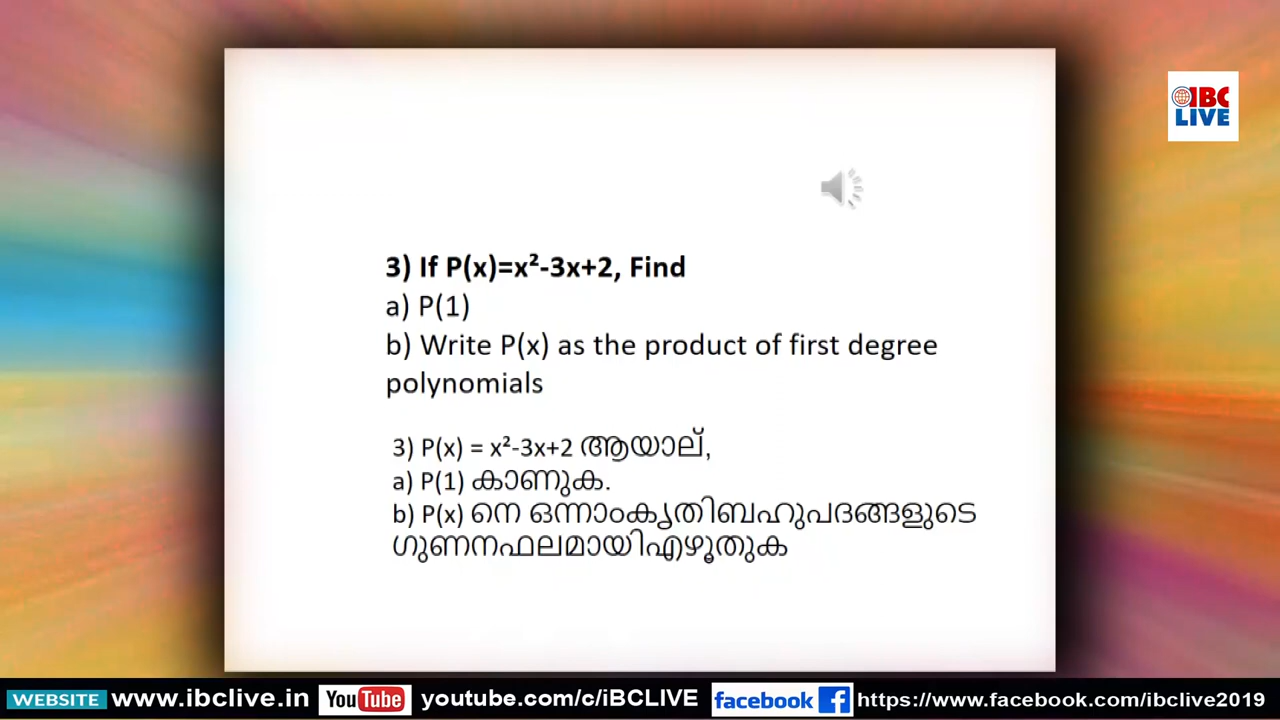 IBC
LIVE
3) If P(x)=x²-3x+2, Find
a) P(1)
b) Write P(x) as the product of first degree
polynomials
3) P(x) = x²-3x+2 ആയാല്,
a) P(1) കാണുക.
b) P(x) നെ ഒന്നാംകൃതിബഹുപദങ്ങളുടെ
ഗുണനഫലമായിഎഴൂതുക
WEBSITE www.ibclive.in YouTube youtube.com/c/iBCLIVE facebook f https://www.facebook.com/ibclive2019